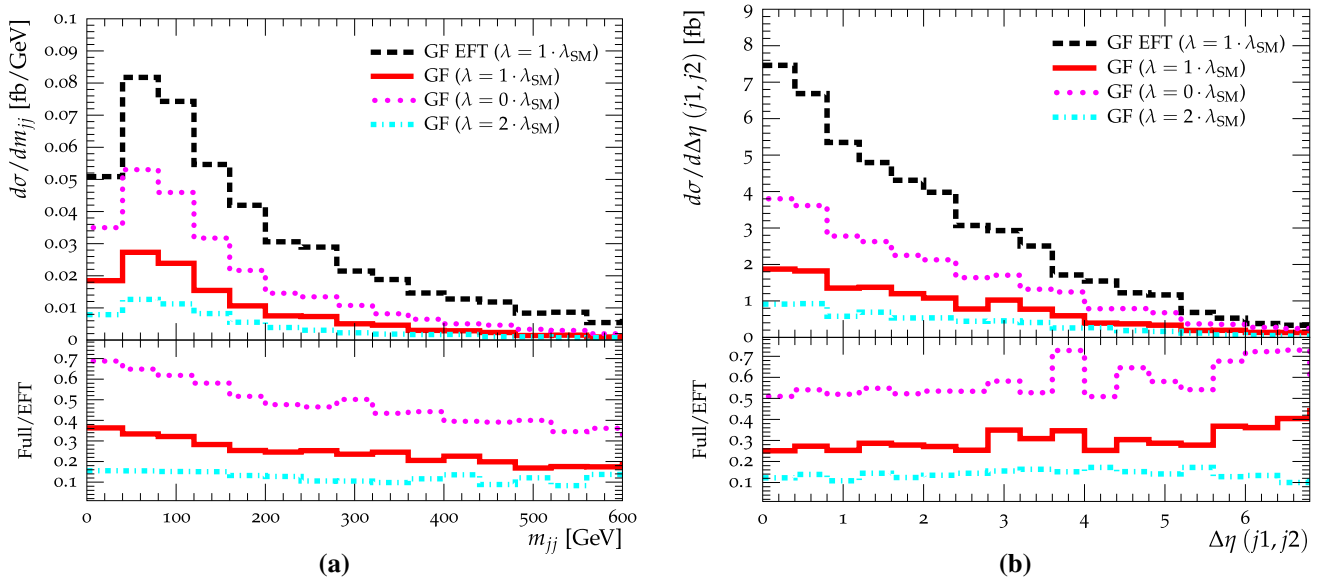 dσ/dm_jj [fb/GeV]
0.1
0.09
0.08
0.07
0.06
0.05
0.04
0.03
0.02
0.01
0
GF EFT (λ = 1 · λ_SM)
GF (λ = 1 · λ_SM)
GF (λ = 0 · λ_SM)
GF (λ = 2 · λ_SM)
Full/EFT
0.7
0.6
0.5
0.4
0.3
0.2
0.1
0 100 200 300 400 500 600
m_jj [GeV]
(a)
dσ/dΔη (j1, j2) [fb]
9
8
7
6
5
4
3
2
1
0
GF EFT (λ = 1 · λ_SM)
GF (λ = 1 · λ_SM)
GF (λ = 0 · λ_SM)
GF (λ = 2 · λ_SM)
Full/EFT
0.7
0.6
0.5
0.4
0.3
0.2
0.1
0 1 2 3 4 5 6
Δη (j1, j2)
(b)